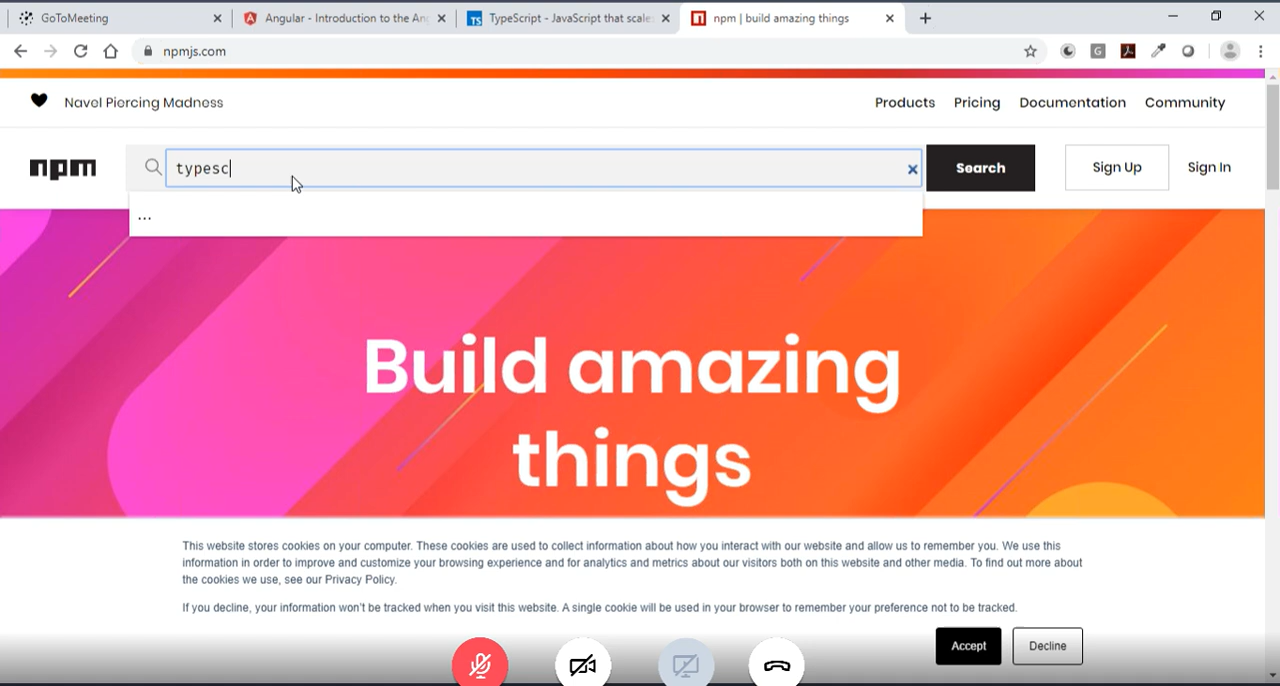 GoToMeeting
Angular - Introduction to the Ang
TypeScript - JavaScript that scales
npm | build amazing things
npmjs.com
Navel Piercing Madness
Products Pricing Documentation Community
npm
typesc
Search
Sign Up
Sign In
...
Build amazing
things
This website stores cookies on your computer. These cookies are used to collect information about how you interact with our website and allow us to remember you. We use this
information in order to improve and customize your browsing experience and for analytics and metrics about our visitors both on this website and other media. To find out more about
the cookies we use, see our Privacy Policy.
If you decline, your information won't be tracked when you visit this website. A single cookie will be used in your browser to remember your preference not to be tracked.
Accept
Decline